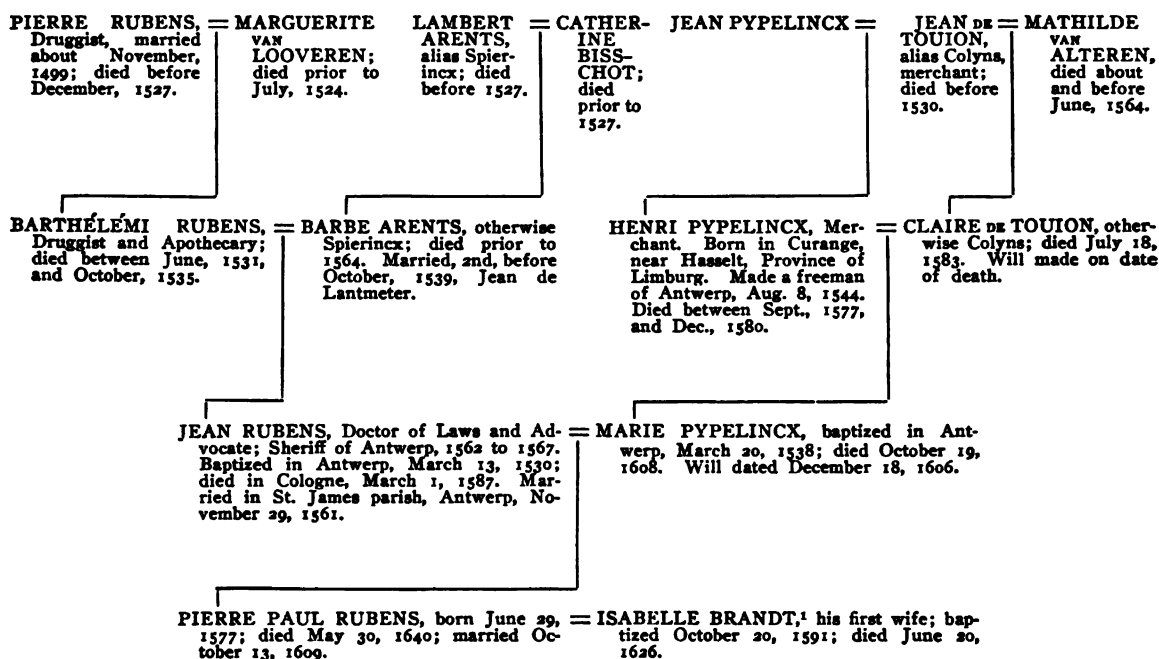 PIERRE RUBENS,
Druggist, married
about November,
1499; died before
December, 1527.
=
MARGUERITE
VAN
LOOVEREN;
died prior to
July, 1524.
LAMBERT
ARENTS,
alias Spier-
incx; died
before 1527.
=
CATHER-
INE
BISS-
CHOT;
died
prior to
1527.
JEAN PYPELINCX =
JEAN DE
TOUION,
alias Colyns,
merchant;
died before
1530.
=
MATHILDE
VAN
ALTEREN,
died about
and before
June, 1564.
BARTHÉLÉMI RUBENS,
Druggist and Apothecary;
died between June, 1531,
and October, 1535.
=
BARBE ARENTS, otherwise
Spierincx; died prior to
1564. Married, 2nd, before
October, 1539, Jean de
Lantmeter.
HENRI PYPELINCX, Mer-
chant. Born in Curange,
near Hasselt, Province of
Limburg. Made a freeman
of Antwerp, Aug. 8, 1544.
Died between Sept., 1577,
and Dec., 1580.
=
CLAIRE DE TOUION, other-
wise Colyns; died July 18,
1583. Will made on date
of death.
JEAN RUBENS, Doctor of Laws and Ad-
vocate; Sheriff of Antwerp, 1562 to 1567.
Baptized in Antwerp, March 13, 1530;
died in Cologne, March 1, 1587. Mar-
ried in St. James parish, Antwerp, No-
vember 29, 1561.
=
MARIE PYPELINCX, baptized in Ant-
werp, March 20, 1538; died October 19,
1608. Will dated December 18, 1606.
PIERRE PAUL RUBENS, born June 29,
1577; died May 30, 1640; married Oc-
tober 13, 1609.
=
ISABELLE BRANDT,¹ his first wife; bap-
tized October 20, 1591; died June 20,
1626.